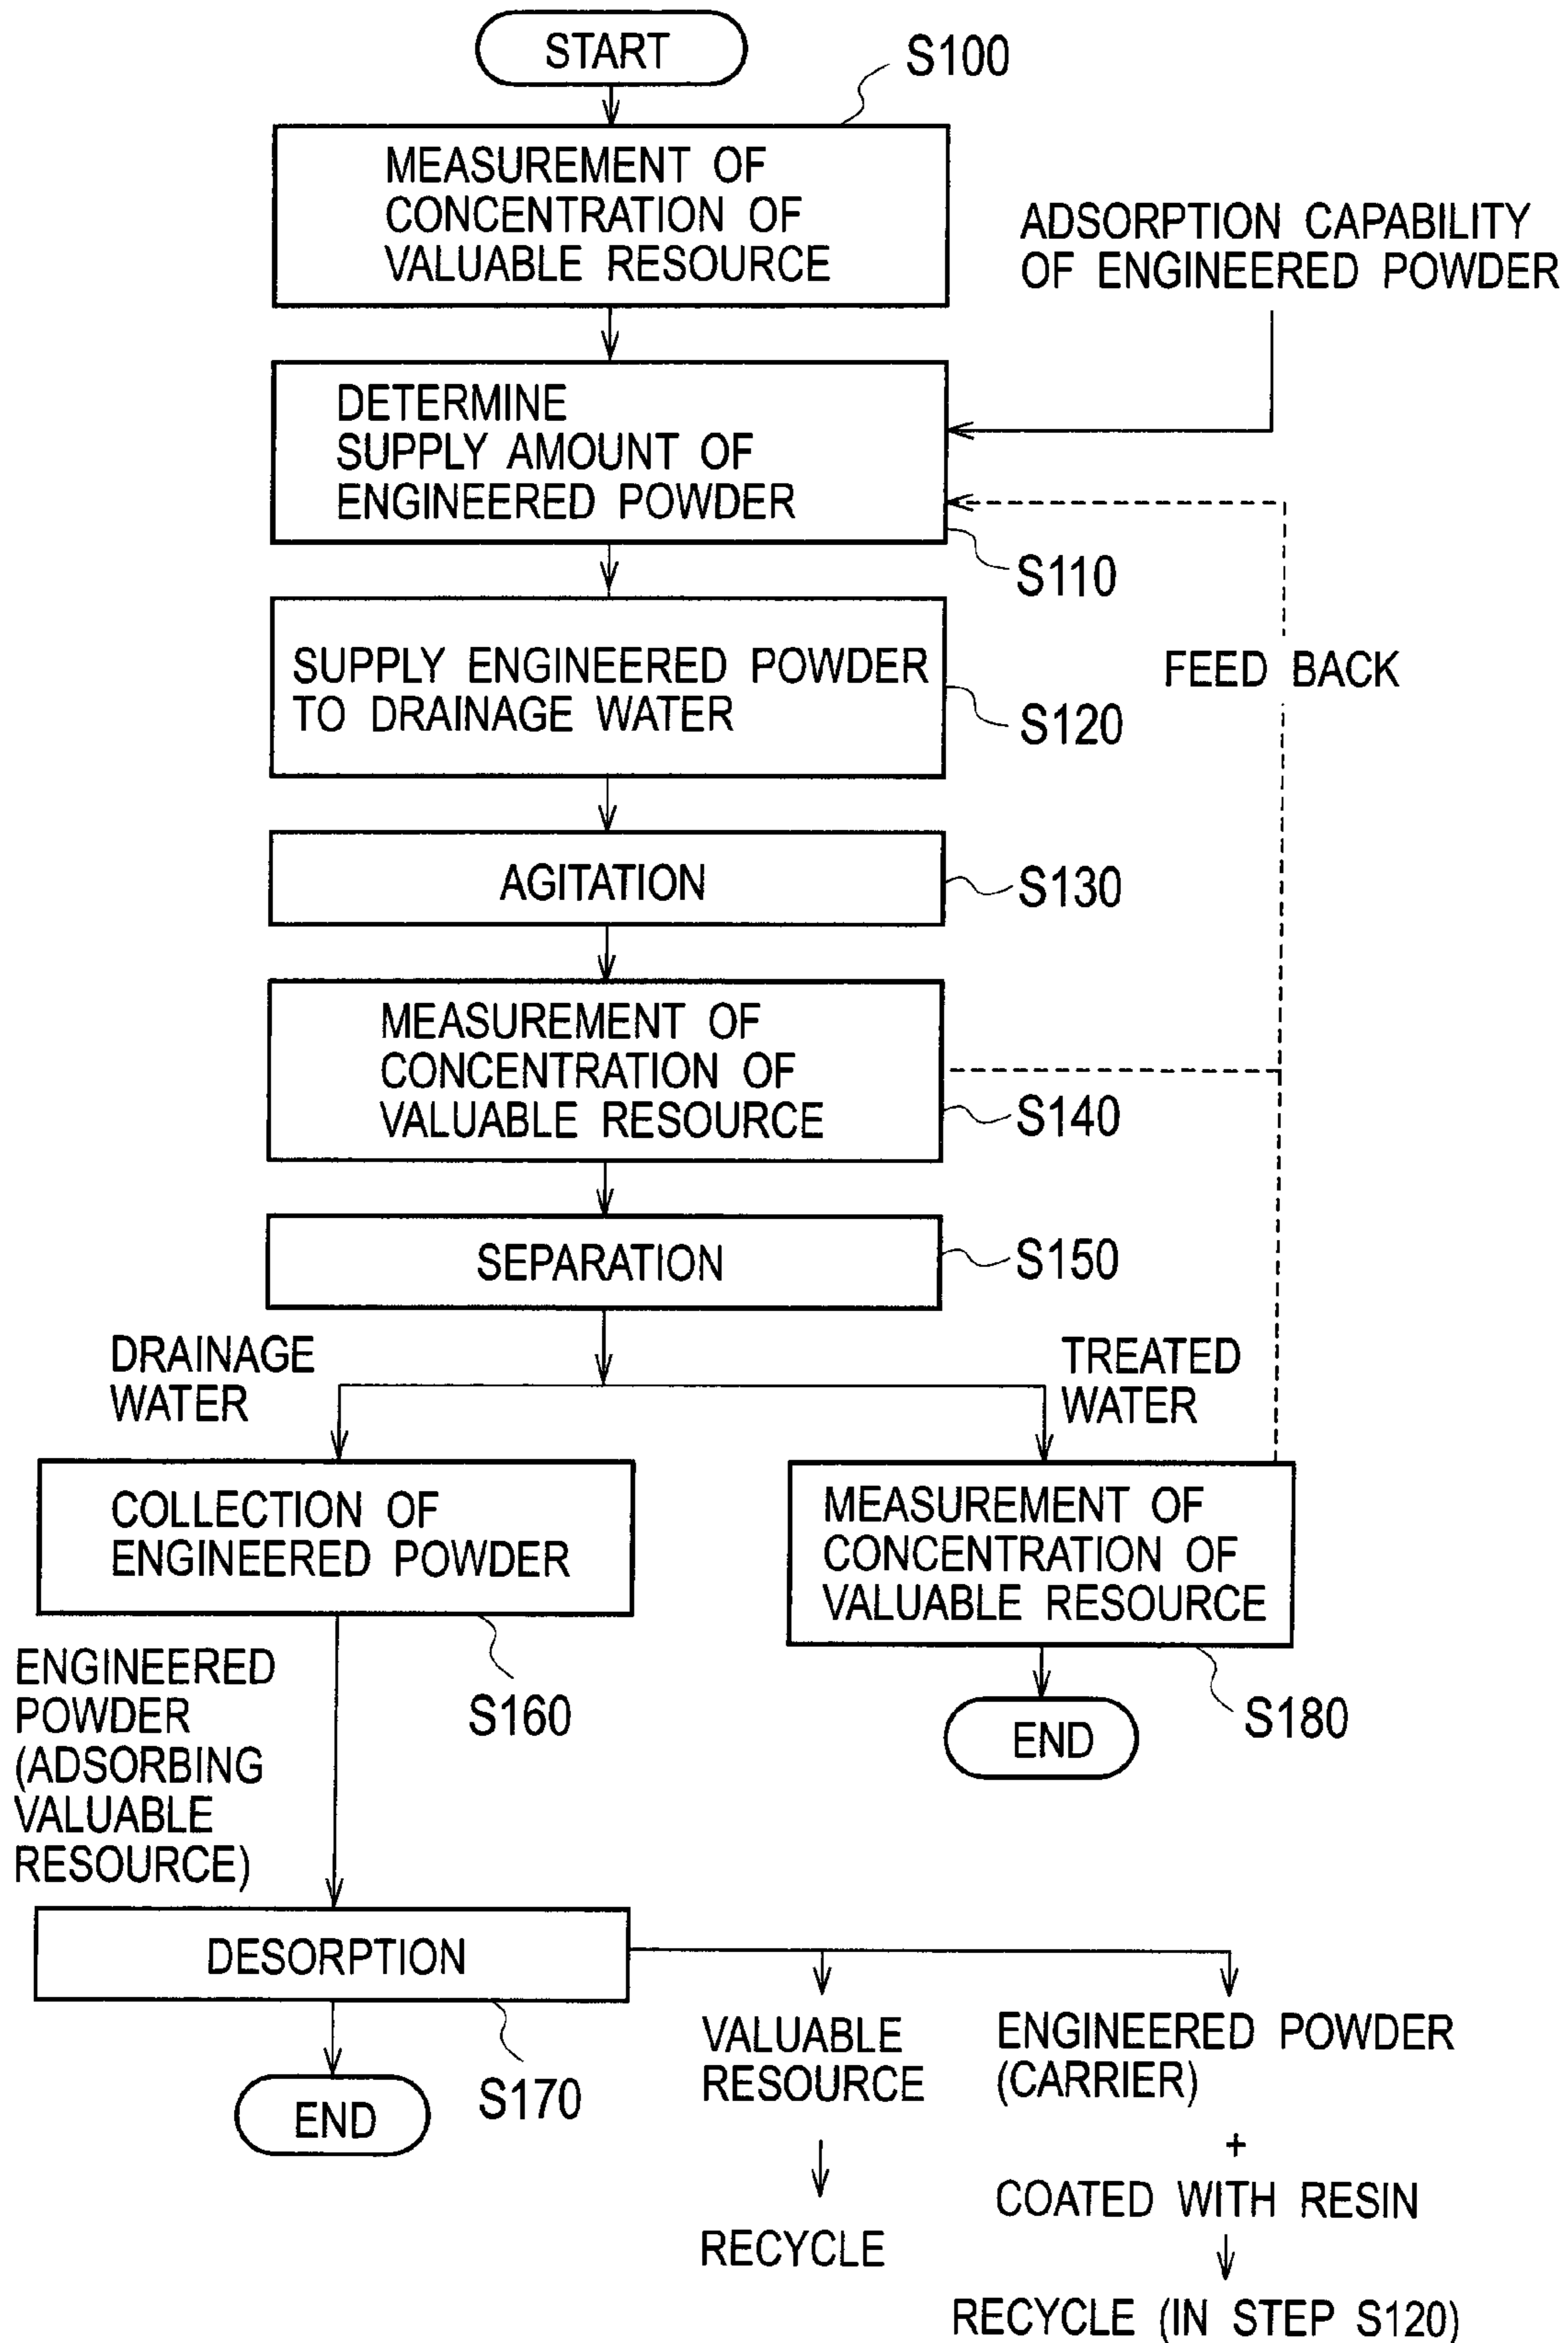 START
S100
MEASUREMENT OF
CONCENTRATION OF
VALUABLE RESOURCE
ADSORPTION CAPABILITY
OF ENGINEERED POWDER
DETERMINE
SUPPLY AMOUNT OF
ENGINEERED POWDER
S110
SUPPLY ENGINEERED POWDER
TO DRAINAGE WATER
S120
FEED BACK
AGITATION
S130
MEASUREMENT OF
CONCENTRATION OF
VALUABLE RESOURCE
S140
SEPARATION
S150
DRAINAGE
WATER
TREATED
WATER
COLLECTION OF
ENGINEERED POWDER
S160
MEASUREMENT OF
CONCENTRATION OF
VALUABLE RESOURCE
S180
END
ENGINEERED
POWDER
(ADSORBING
VALUABLE
RESOURCE)
DESORPTION
S170
END
VALUABLE
RESOURCE
RECYCLE
ENGINEERED POWDER
(CARRIER)
+
COATED WITH RESIN
RECYCLE (IN STEP S120)